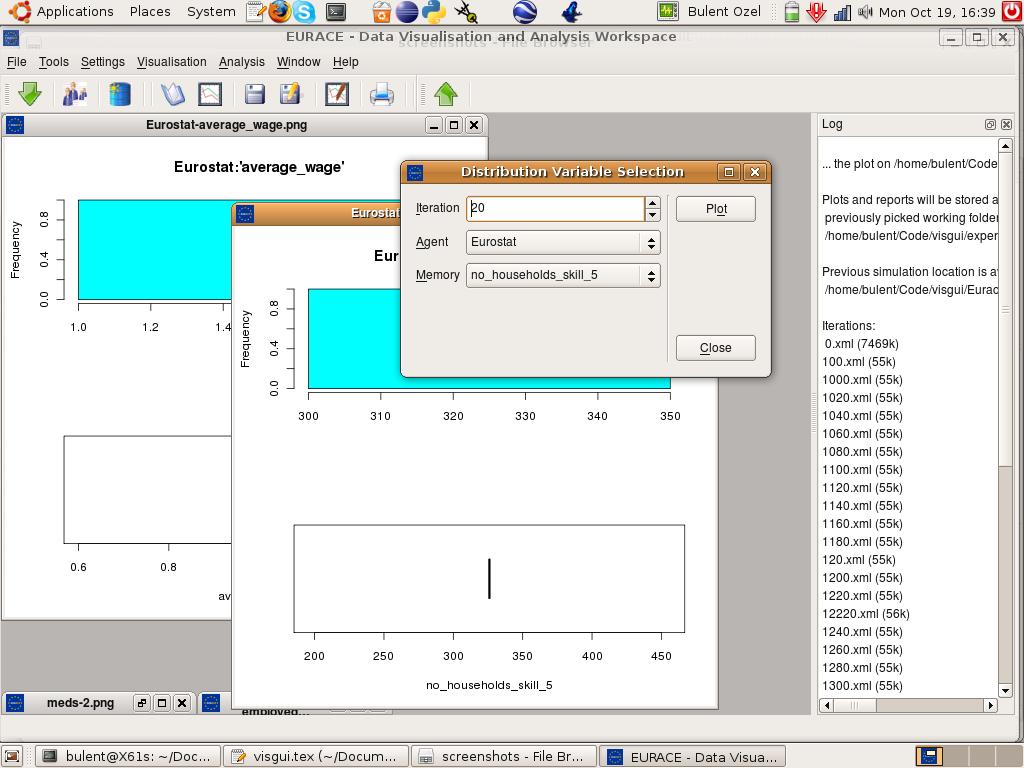 Applications Places System Bulent Ozel Mon Oct 19, 16:39
EURACE - Data Visualisation and Analysis Workspace
screenshots - File Browser
File Tools Settings Visualisation Analysis Window Help
Eurostat-average_wage.png
Eurostat:'average_wage'
Frequency
0.0 0.4 0.8
1.0 1.2 1.4
0.6 0.8
av
Eurostat
Eur
Frequency
0.0 0.4 0.8
300 310 320 330 340 350
200 250 300 350 400 450
no_households_skill_5
Distribution Variable Selection
Iteration 20 Plot
Agent Eurostat
Memory no_households_skill_5
Close
meds-2.png
employed...
Log
... the plot on /home/bulent/Code
Plots and reports will be stored a
previously picked working folder
/home/bulent/Code/visgui/exper
Previous simulation location is av
/home/bulent/Code/visgui/Eurac
Iterations:
0.xml (7469k)
100.xml (55k)
1000.xml (55k)
1020.xml (55k)
1040.xml (55k)
1060.xml (55k)
1080.xml (55k)
1100.xml (55k)
1120.xml (55k)
1140.xml (55k)
1160.xml (55k)
1180.xml (55k)
120.xml (55k)
1200.xml (55k)
1220.xml (55k)
12220.xml (56k)
1240.xml (55k)
1260.xml (55k)
1280.xml (55k)
1300.xml (55k)
bulent@X61s: ~/Doc... visgui.tex (~/Docum... screenshots - File Br... EURACE - Data Visua...